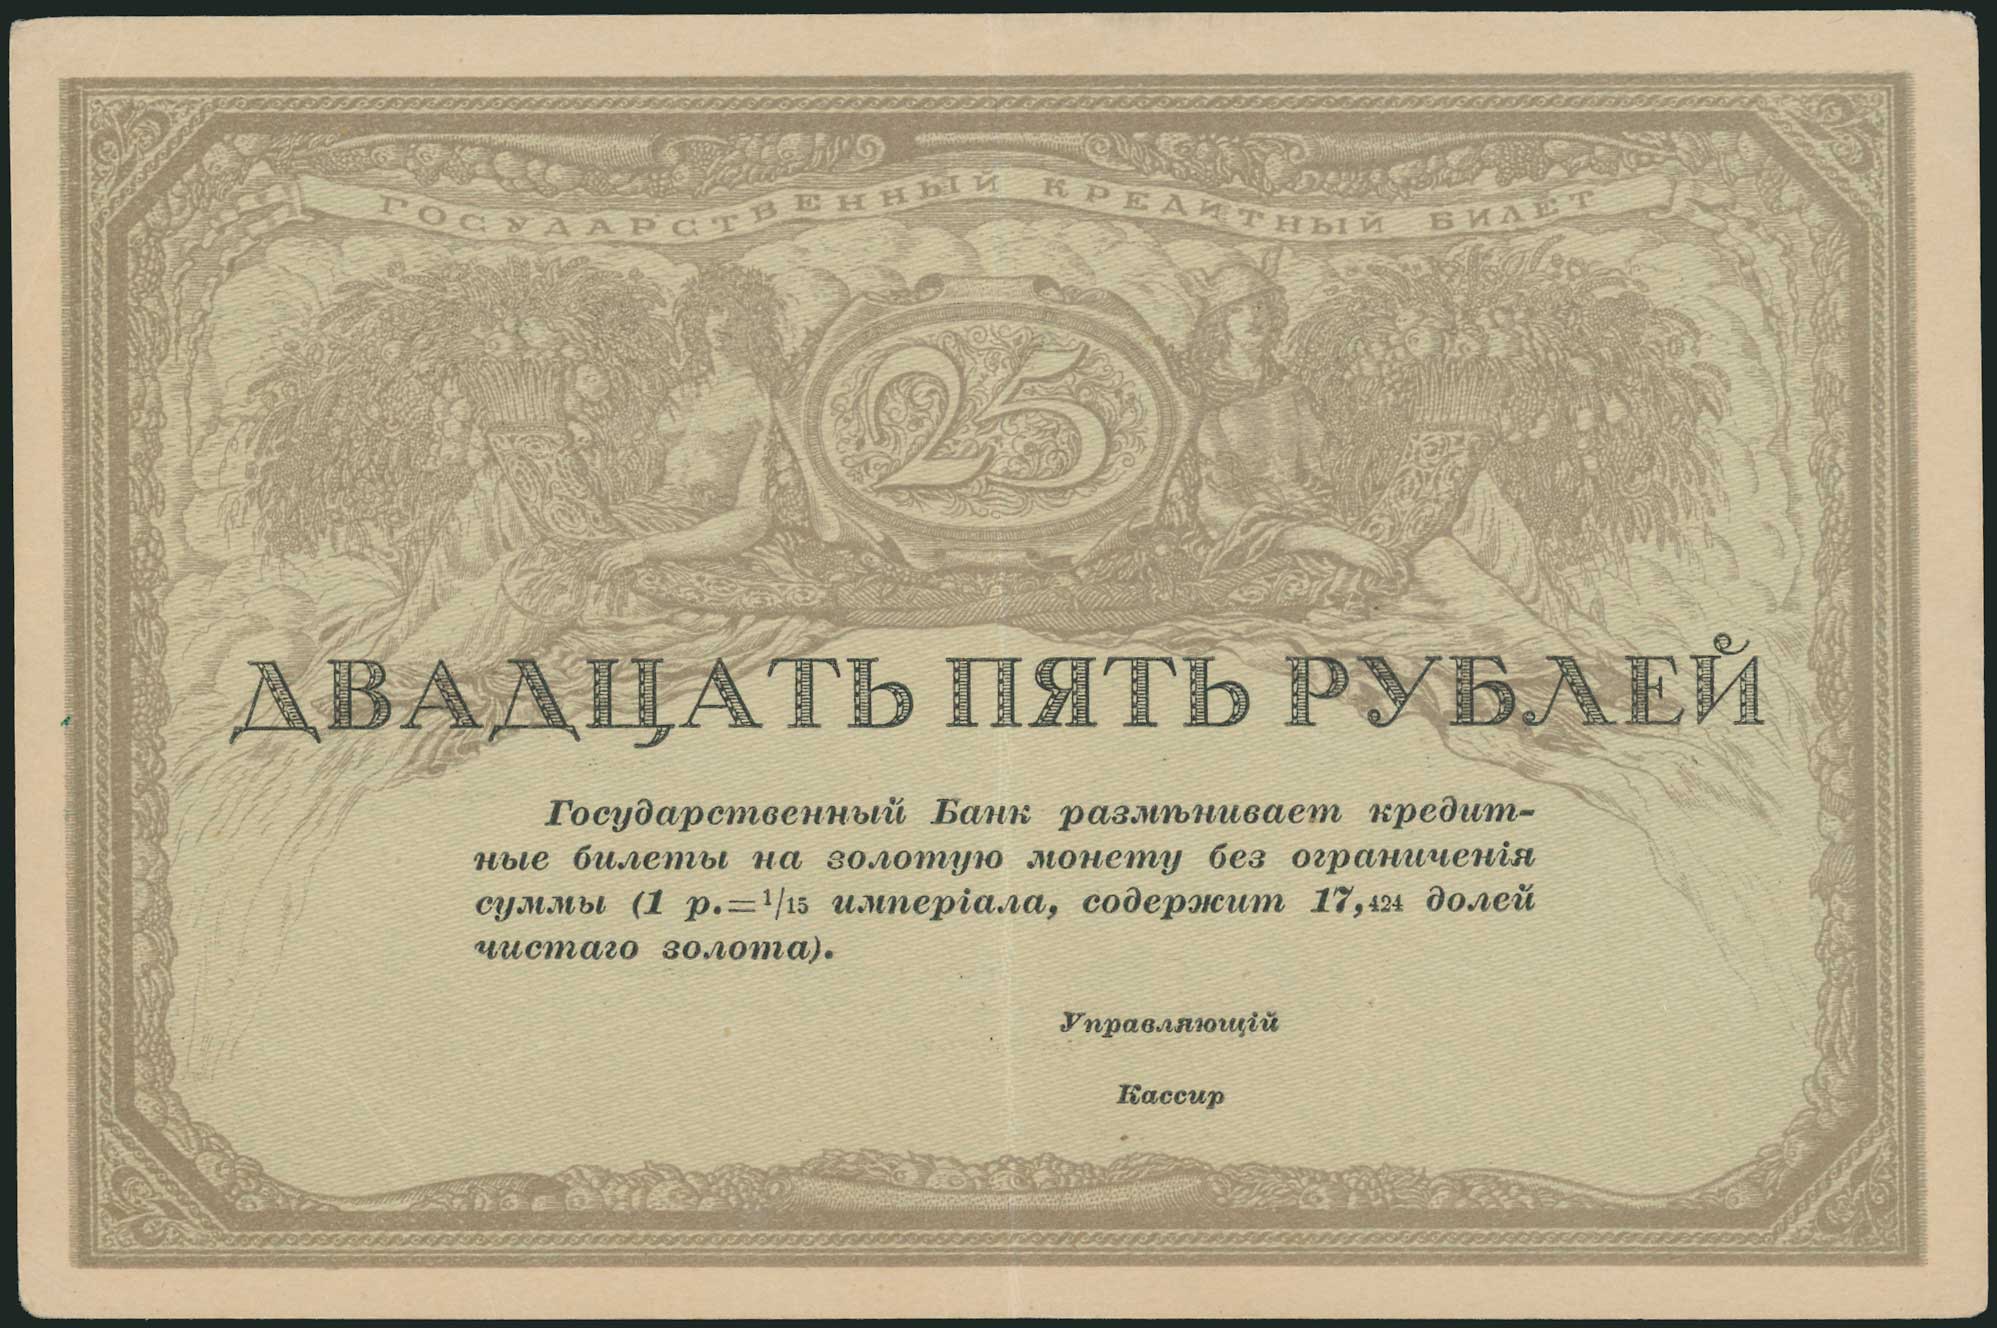 ГОСУДАРСТВЕННЫЙ КРЕДИТНЫЙ БИЛЕТ
25
ДВАДЦАТЬ ПЯТЬ РУБЛЕЙ
Государственный Банк размѣнивает кредит-
ные билеты на золотую монету без ограниченія
суммы (1 р.=1/15 имперіала, содержит 17,424 долей
чистаго золота).
Управляющій
Кассир